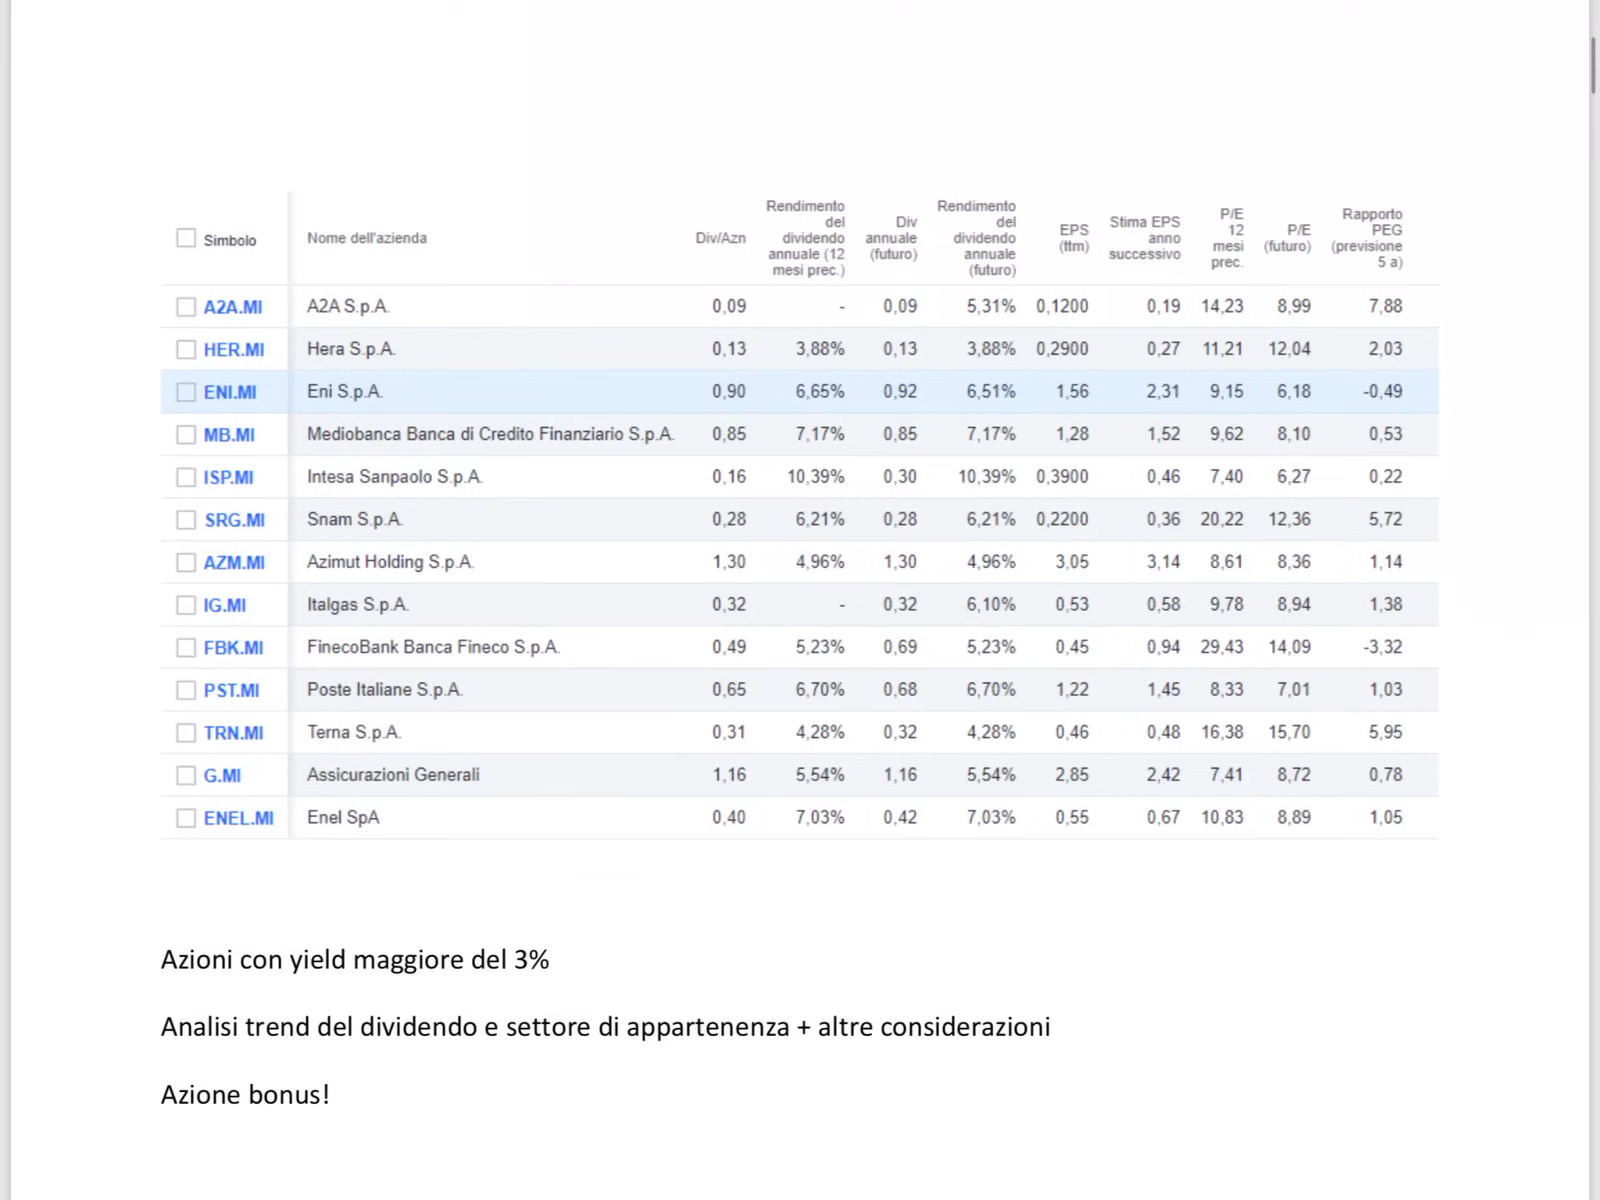 Simbolo Nome dell'azienda Div/Azn Rendimento del dividendo annuale (12 mesi prec.) Div annuale (futuro) Rendimento del dividendo annuale (futuro) EPS (ttm) Stima EPS anno successivo P/E 12 mesi prec. P/E (futuro) Rapporto PEG (previsione 5 a)
A2A.MI A2A S.p.A. 0,09 - 0,09 5,31% 0,1200 0,19 14,23 8,99 7,88
HER.MI Hera S.p.A. 0,13 3,88% 0,13 3,88% 0,2900 0,27 11,21 12,04 2,03
ENI.MI Eni S.p.A. 0,90 6,65% 0,92 6,51% 1,56 2,31 9,15 6,18 -0,49
MB.MI Mediobanca Banca di Credito Finanziario S.p.A. 0,85 7,17% 0,85 7,17% 1,28 1,52 9,62 8,10 0,53
ISP.MI Intesa Sanpaolo S.p.A. 0,16 10,39% 0,30 10,39% 0,3900 0,46 7,40 6,27 0,22
SRG.MI Snam S.p.A. 0,28 6,21% 0,28 6,21% 0,2200 0,36 20,22 12,36 5,72
AZM.MI Azimut Holding S.p.A. 1,30 4,96% 1,30 4,96% 3,05 3,14 8,61 8,36 1,14
IG.MI Italgas S.p.A. 0,32 - 0,32 6,10% 0,53 0,58 9,78 8,94 1,38
FBK.MI FinecoBank Banca Fineco S.p.A. 0,49 5,23% 0,69 5,23% 0,45 0,94 29,43 14,09 -3,32
PST.MI Poste Italiane S.p.A. 0,65 6,70% 0,68 6,70% 1,22 1,45 8,33 7,01 1,03
TRN.MI Terna S.p.A. 0,31 4,28% 0,32 4,28% 0,46 0,48 16,38 15,70 5,95
G.MI Assicurazioni Generali 1,16 5,54% 1,16 5,54% 2,85 2,42 7,41 8,72 0,78
ENEL.MI Enel SpA 0,40 7,03% 0,42 7,03% 0,55 0,67 10,83 8,89 1,05
Azioni con yield maggiore del 3%
Analisi trend del dividendo e settore di appartenenza + altre considerazioni
Azione bonus!